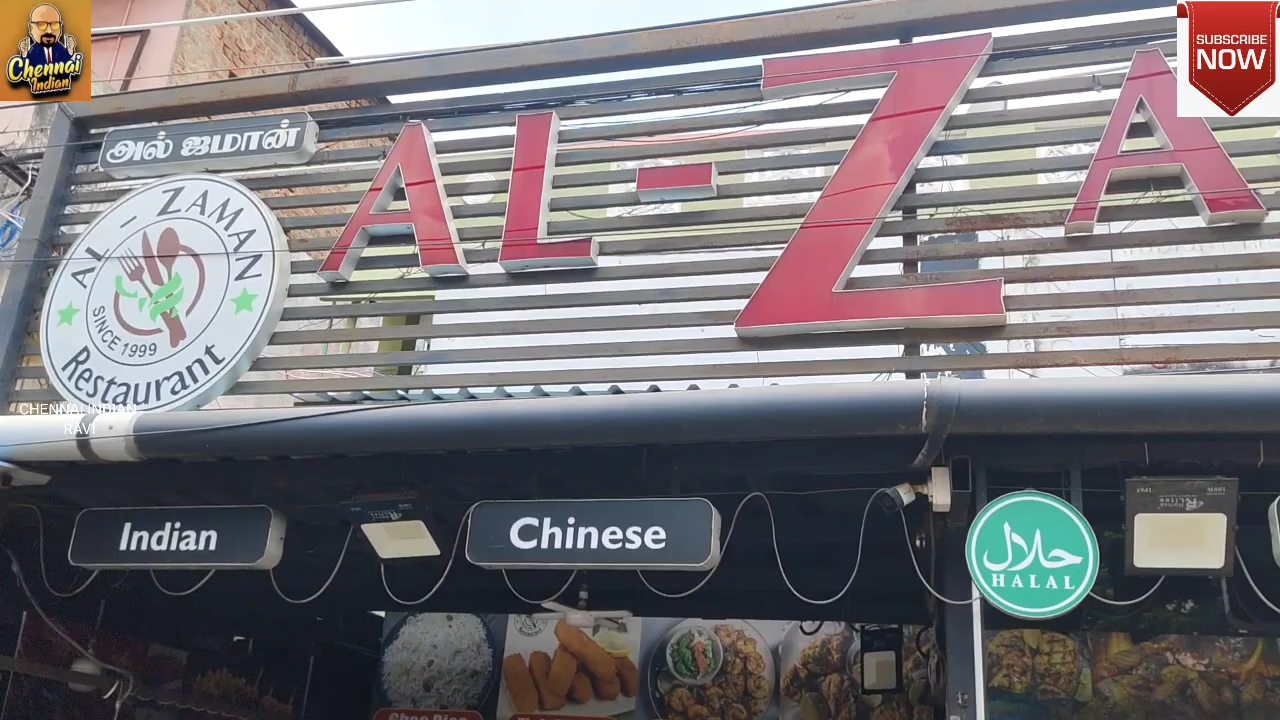 Chennai
Indian
SUBSCRIBE
NOW
அல் ஜமான்
AL - ZAMAN
SINCE 1999
Restaurant
AL-ZA
CHENNAI INDIAN
RAVI
Indian
Chinese
حلال
HALAL